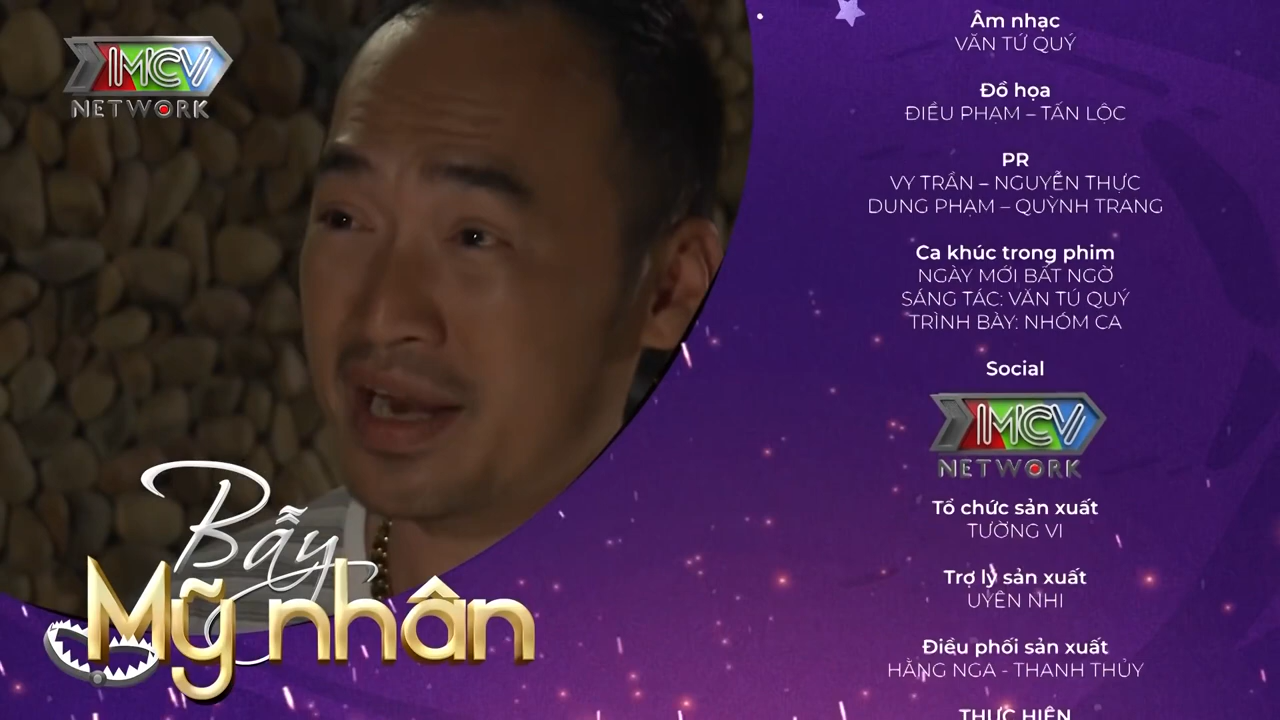 MCV
NETWORK
Bẫy
Mỹ nhân
Âm nhạc
VĂN TỨ QUÝ
Đồ họa
ĐIỀU PHẠM – TẤN LỘC
PR
VY TRẦN – NGUYỄN THỰC
DUNG PHẠM – QUỲNH TRANG
Ca khúc trong phim
NGÀY MỚI BẤT NGỜ
SÁNG TÁC: VĂN TÚ QUÝ
TRÌNH BÀY: NHÓM CA
Social
MCV
NETWORK
Tổ chức sản xuất
TƯỜNG VI
Trợ lý sản xuất
UYÊN NHI
Điều phối sản xuất
HẰNG NGA - THANH THỦY
THỰC HIỆN